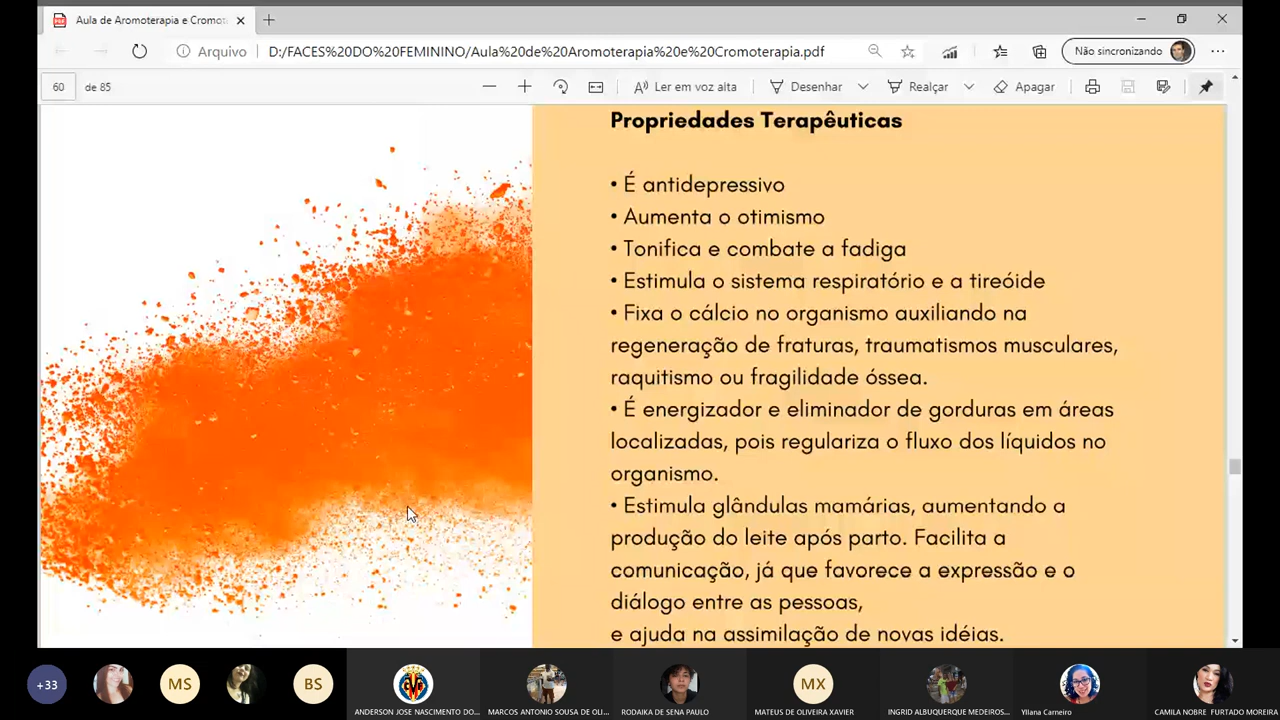 Aula de Aromoterapia e Cromot
Arquivo
D:/FACES%20DO%20FEMININO/Aula%20de%20Aromoterapia%20e%20Cromoterapia.pdf
Não sincronizando
60 de 85
Ler em voz alta
Desenhar
Realçar
Apagar
Propriedades Terapêuticas
• É antidepressivo
• Aumenta o otimismo
• Tonifica e combate a fadiga
• Estimula o sistema respiratório e a tireóide
• Fixa o cálcio no organismo auxiliando na
regeneração de fraturas, traumatismos musculares,
raquitismo ou fragilidade óssea.
• É energizador e eliminador de gorduras em áreas
localizadas, pois regulariza o fluxo dos líquidos no
organismo.
• Estimula glândulas mamárias, aumentando a
produção do leite após parto. Facilita a
comunicação, já que favorece a expressão e o
diálogo entre as pessoas,
e ajuda na assimilação de novas idéias.
+33
MS
BS
MX
ANDERSON JOSE NASCIMENTO DO...
MARCOS ANTONIO SOUSA DE OLI...
RODAIKA DE SENA PAULO
MATEUS DE OLIVEIRA XAVIER
INGRID ALBUQUERQUE MEDEIROS...
Yllana Carneiro
CAMILA NOBRE FURTADO MOREIRA